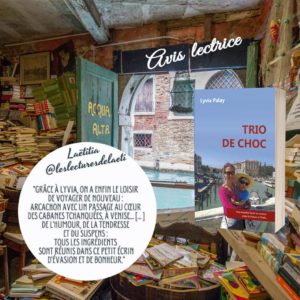 Avis lectrice
ACQUA
ALTA
Lyvia Palay
TRIO
DE CHOC
Laëtitia
@leslecturesdelaeti
"GRÂCE À LYVIA, ON A ENFIN LE LOISIR
DE VOYAGER DE NOUVEAU :
ARCACHON AVEC UN PASSAGE AU CŒUR
DES CABANES TCHANQUÉES, À VENISE... [...]
DE L'HUMOUR, DE LA TENDRESSE
ET DU SUSPENS :
TOUS LES INGRÉDIENTS
SONT RÉUNIS DANS CE PETIT ÉCRIN
D'ÉVASION ET DE BONHEUR."